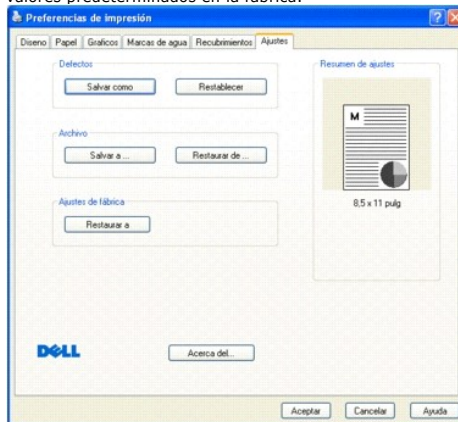 valores predeterminados en la fábrica.
Preferencias de impresión
Diseno Papel Graficos Marcas de agua Recubrimientos Ajustes
Defectos
Salvar como Restablecer
Archivo
Salvar a ... Restaurar de ...
Ajustes de fábrica
Restaurar a
Resumen de ajustes
M
8,5 x 11 pulg
DELL
Acerca del...
Aceptar Cancelar Ayuda